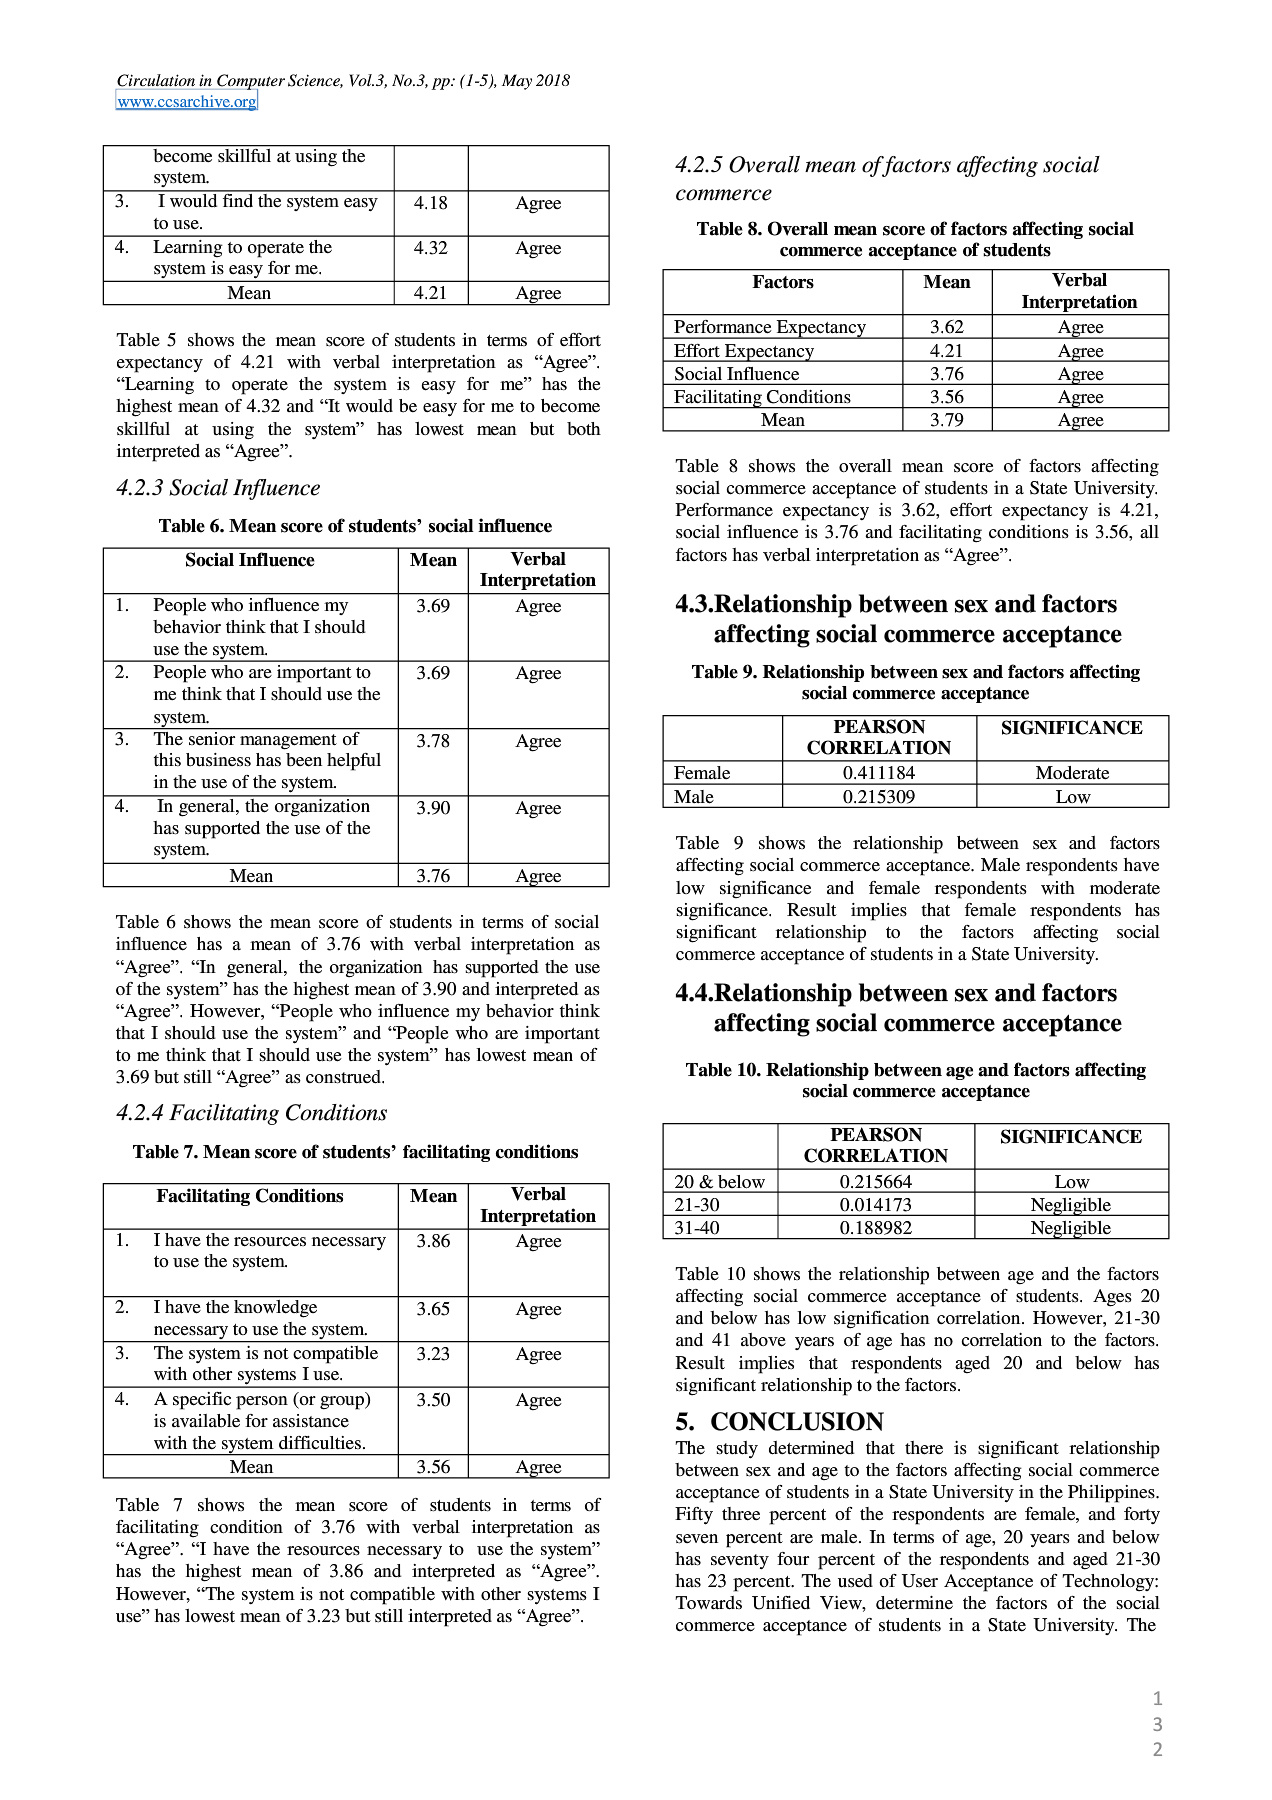 Circulation in Computer Science, Vol.3, No.3, pp: (1-5), May 2018
www.ccsarchive.org
become skillful at using the
system.
3. I would find the system easy 4.18 Agree
to use.
4. Learning to operate the 4.32 Agree
system is easy for me.
Mean 4.21 Agree
Table 5 shows the mean score of students in terms of effort
expectancy of 4.21 with verbal interpretation as “Agree”.
“Learning to operate the system is easy for me” has the
highest mean of 4.32 and “It would be easy for me to become
skillful at using the system” has lowest mean but both
interpreted as “Agree”.
4.2.3 Social Influence
Table 6. Mean score of students’ social influence
Social Influence Mean Verbal
Interpretation
1. People who influence my 3.69 Agree
behavior think that I should
use the system.
2. People who are important to 3.69 Agree
me think that I should use the
system.
3. The senior management of 3.78 Agree
this business has been helpful
in the use of the system.
4. In general, the organization 3.90 Agree
has supported the use of the
system.
Mean 3.76 Agree
Table 6 shows the mean score of students in terms of social
influence has a mean of 3.76 with verbal interpretation as
“Agree”. “In general, the organization has supported the use
of the system” has the highest mean of 3.90 and interpreted as
“Agree”. However, “People who influence my behavior think
that I should use the system” and “People who are important
to me think that I should use the system” has lowest mean of
3.69 but still “Agree” as construed.
4.2.4 Facilitating Conditions
Table 7. Mean score of students’ facilitating conditions
Facilitating Conditions Mean Verbal
Interpretation
1. I have the resources necessary 3.86 Agree
to use the system.
2. I have the knowledge 3.65 Agree
necessary to use the system.
3. The system is not compatible 3.23 Agree
with other systems I use.
4. A specific person (or group) 3.50 Agree
is available for assistance
with the system difficulties.
Mean 3.56 Agree
Table 7 shows the mean score of students in terms of
facilitating condition of 3.76 with verbal interpretation as
“Agree”. “I have the resources necessary to use the system”
has the highest mean of 3.86 and interpreted as “Agree”.
However, “The system is not compatible with other systems I
use” has lowest mean of 3.23 but still interpreted as “Agree”.
4.2.5 Overall mean of factors affecting social
commerce
Table 8. Overall mean score of factors affecting social
commerce acceptance of students
Factors Mean Verbal
Interpretation
Performance Expectancy 3.62 Agree
Effort Expectancy 4.21 Agree
Social Influence 3.76 Agree
Facilitating Conditions 3.56 Agree
Mean 3.79 Agree
Table 8 shows the overall mean score of factors affecting
social commerce acceptance of students in a State University.
Performance expectancy is 3.62, effort expectancy is 4.21,
social influence is 3.76 and facilitating conditions is 3.56, all
factors has verbal interpretation as “Agree”.
4.3.Relationship between sex and factors
affecting social commerce acceptance
Table 9. Relationship between sex and factors affecting
social commerce acceptance
PEARSON SIGNIFICANCE
CORRELATION
Female 0.411184 Moderate
Male 0.215309 Low
Table 9 shows the relationship between sex and factors
affecting social commerce acceptance. Male respondents have
low significance and female respondents with moderate
significance. Result implies that female respondents has
significant relationship to the factors affecting social
commerce acceptance of students in a State University.
4.4.Relationship between sex and factors
affecting social commerce acceptance
Table 10. Relationship between age and factors affecting
social commerce acceptance
PEARSON SIGNIFICANCE
CORRELATION
20 & below 0.215664 Low
21-30 0.014173 Negligible
31-40 0.188982 Negligible
Table 10 shows the relationship between age and the factors
affecting social commerce acceptance of students. Ages 20
and below has low signification correlation. However, 21-30
and 41 above years of age has no correlation to the factors.
Result implies that respondents aged 20 and below has
significant relationship to the factors.
5. CONCLUSION
The study determined that there is significant relationship
between sex and age to the factors affecting social commerce
acceptance of students in a State University in the Philippines.
Fifty three percent of the respondents are female, and forty
seven percent are male. In terms of age, 20 years and below
has seventy four percent of the respondents and aged 21-30
has 23 percent. The used of User Acceptance of Technology:
Towards Unified View, determine the factors of the social
commerce acceptance of students in a State University. The
1
3
2